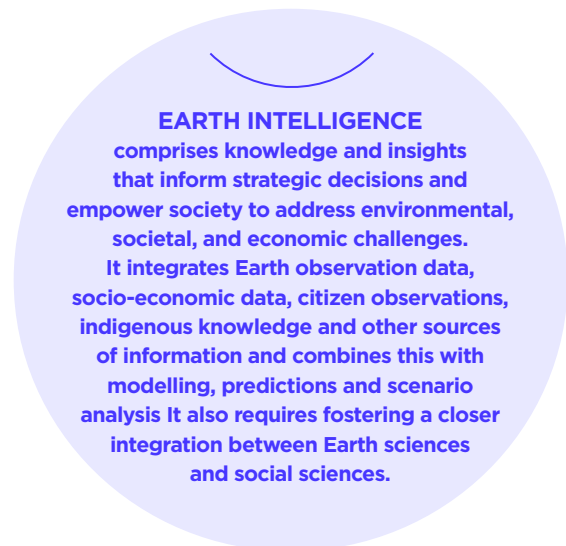 EARTH INTELLIGENCE
comprises knowledge and insights
that inform strategic decisions and
empower society to address environmental,
societal, and economic challenges.
It integrates Earth observation data,
socio-economic data, citizen observations,
indigenous knowledge and other sources
of information and combines this with
modelling, predictions and scenario
analysis It also requires fostering a closer
integration between Earth sciences
and social sciences.